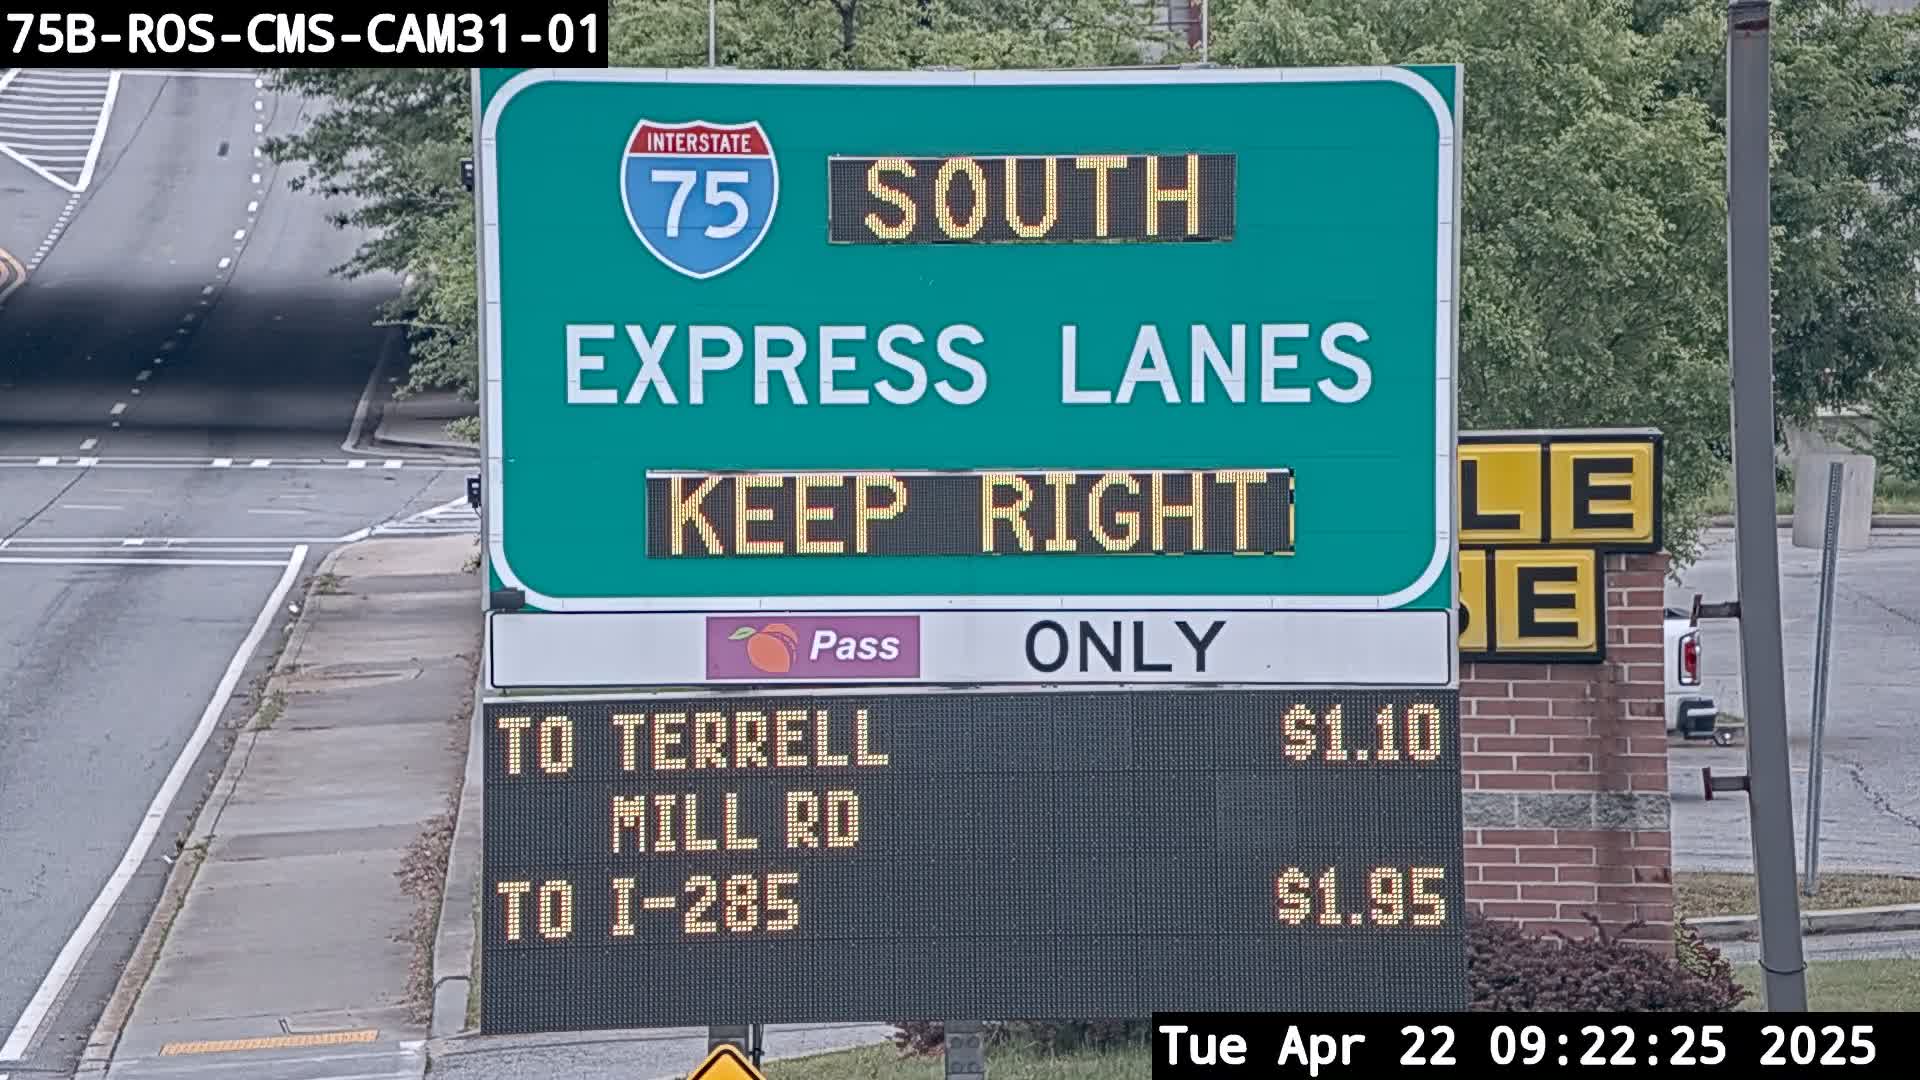 75B-ROS-CMS-CAM31-01
INTERSTATE
75
SOUTH
EXPRESS LANES
KEEP RIGHT
LE
E
Pass ONLY
TO TERRELL $1.10
MILL RD
TO I-285 $1.95
Tue Apr 22 09:22:25 2025